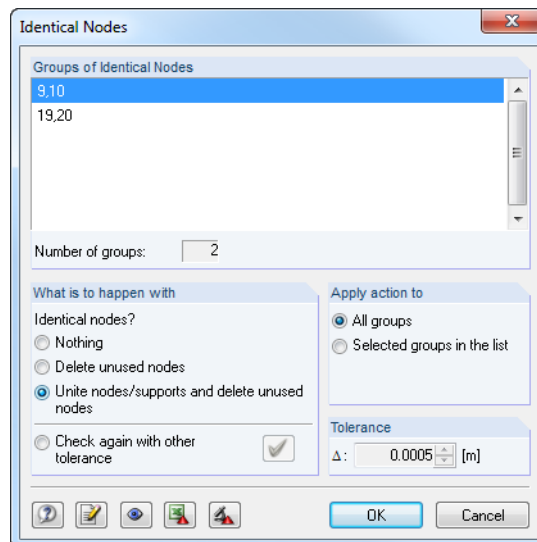 Identical Nodes
Groups of Identical Nodes
9,10
19,20
Number of groups: 2
What is to happen with
Identical nodes?
Nothing
Delete unused nodes
Unite nodes/supports and delete unused
nodes
Check again with other
tolerance
Apply action to
All groups
Selected groups in the list
Tolerance
Δ: 0.0005 [m]
OK
Cancel